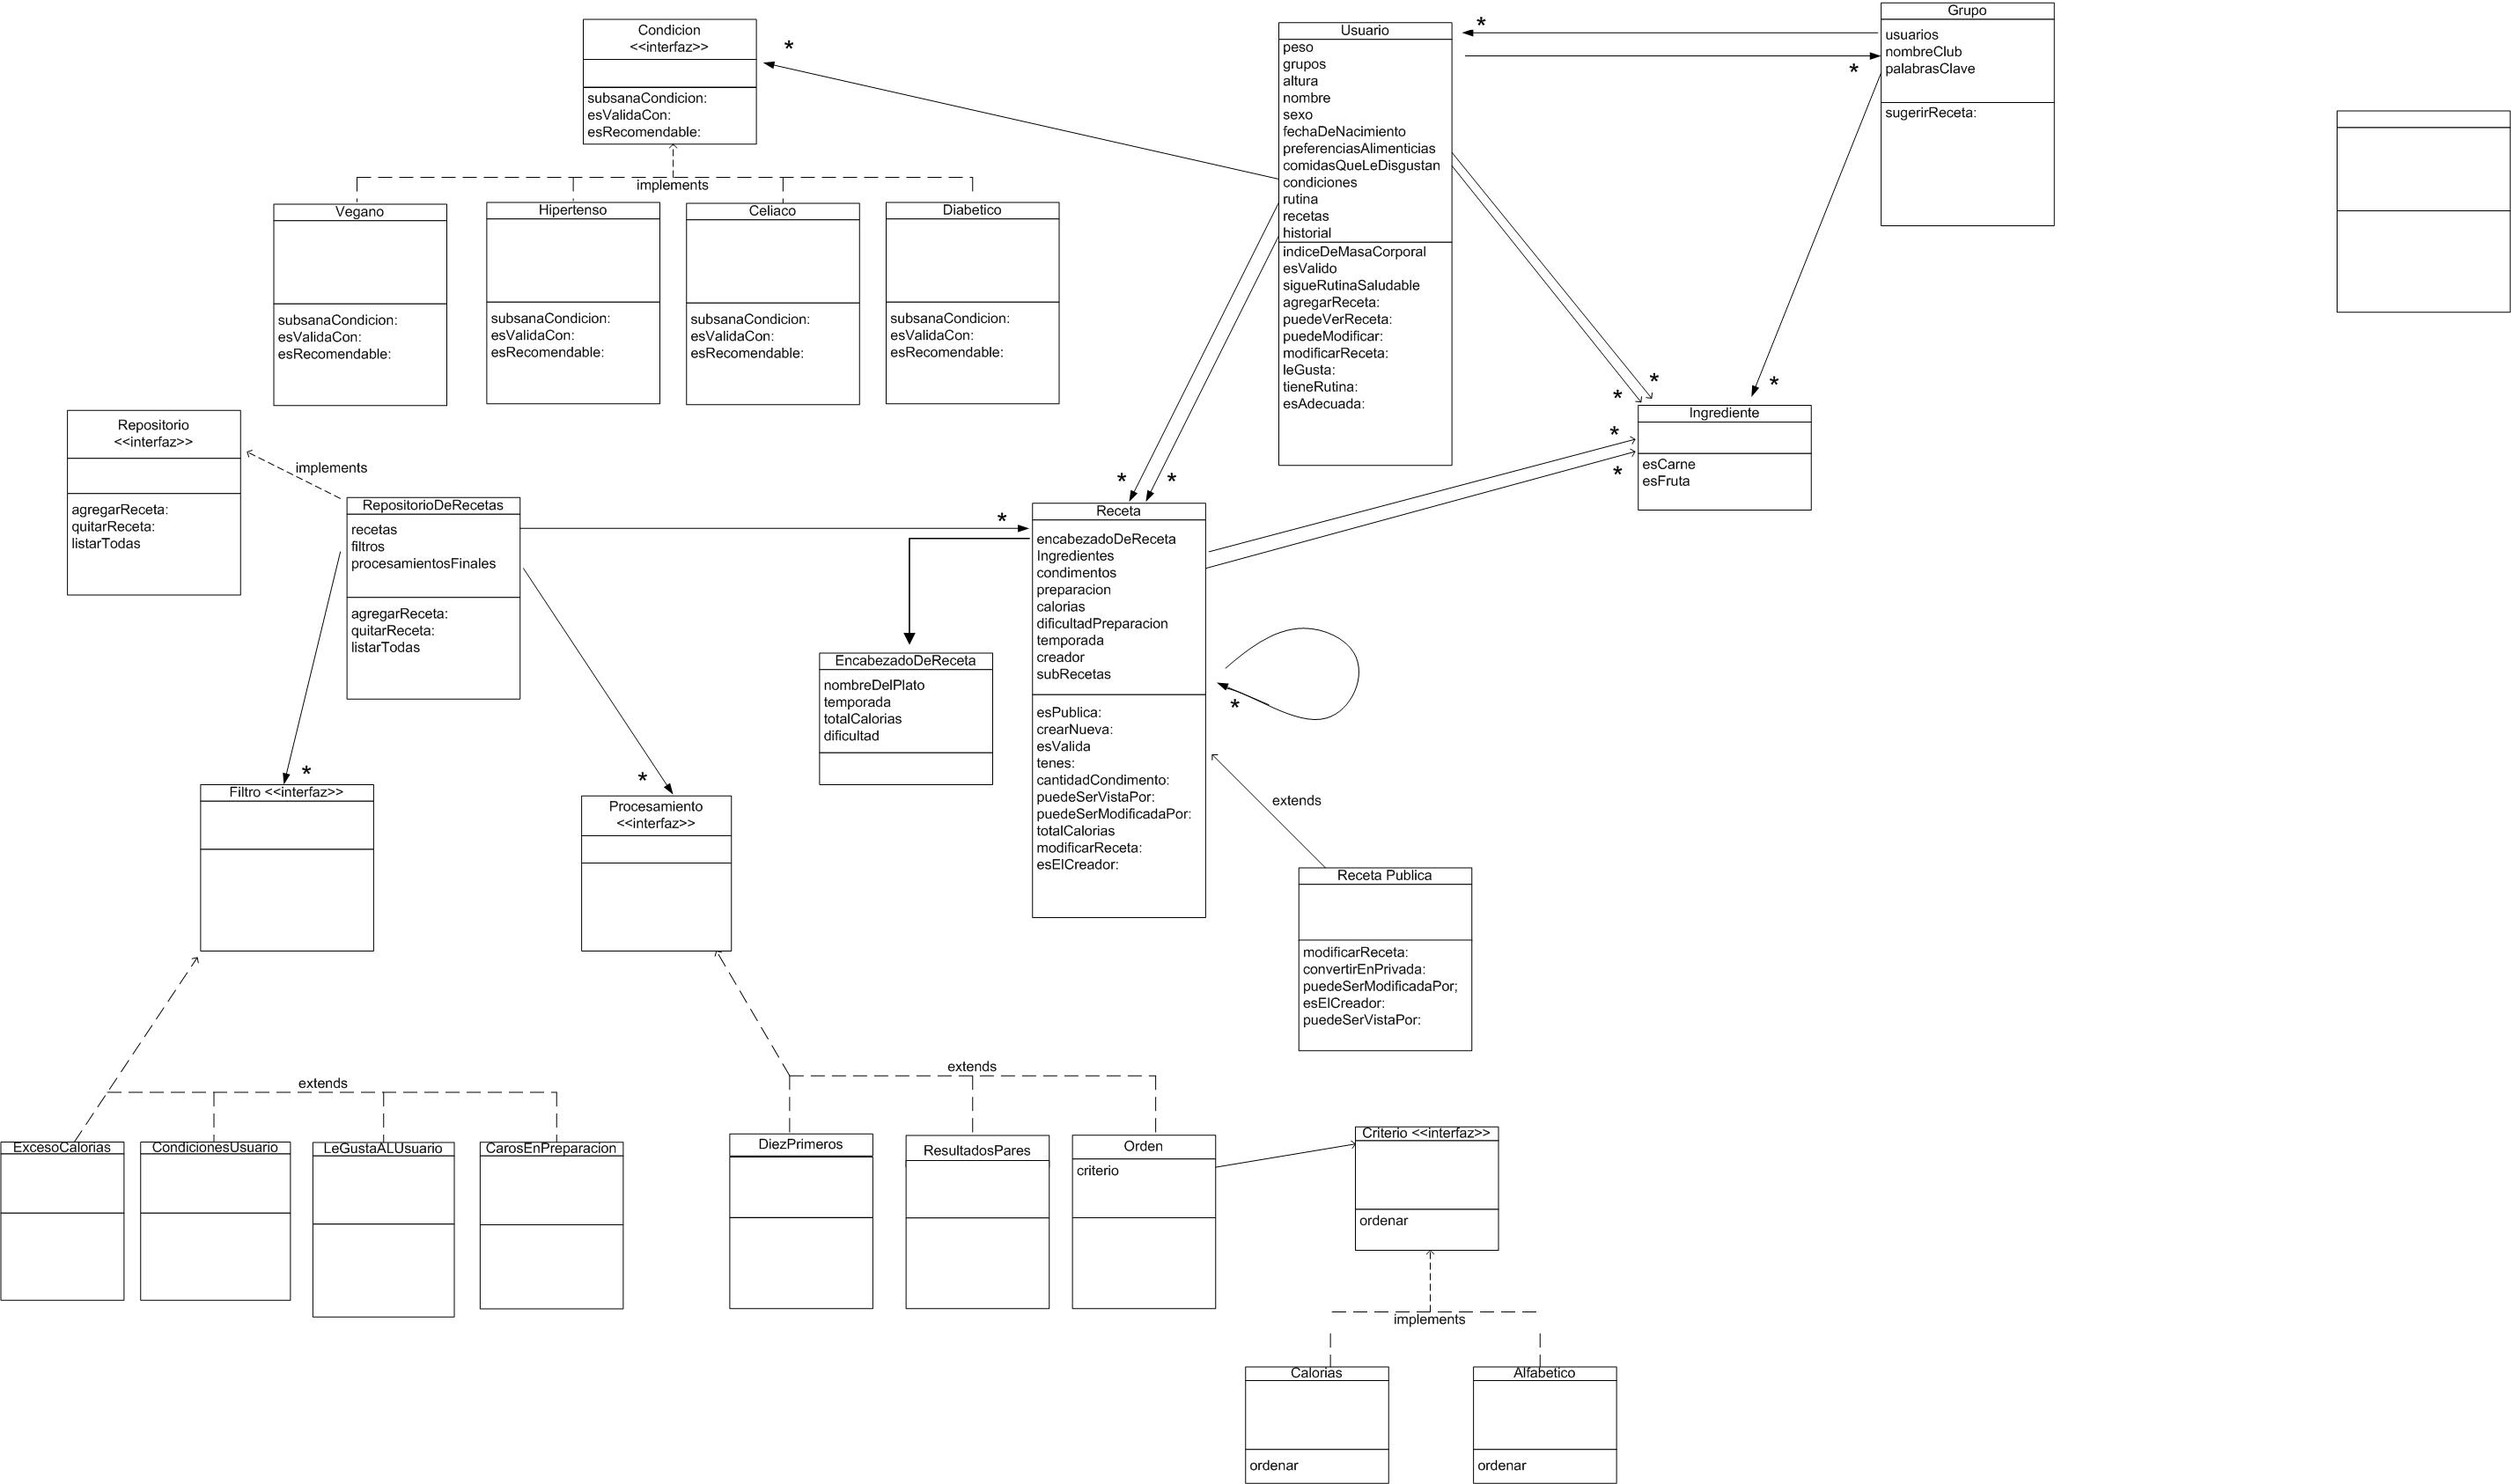 Condicion
<<interfaz>>
subsanaCondicion:
esValidaCon:
esRecomendable:
*
implements
Vegano
subsanaCondicion:
esValidaCon:
esRecomendable:
Hipertenso
subsanaCondicion:
esValidaCon:
esRecomendable:
Celiaco
subsanaCondicion:
esValidaCon:
esRecomendable:
Diabetico
subsanaCondicion:
esValidaCon:
esRecomendable:
Usuario
peso
grupos
altura
nombre
sexo
fechaDeNacimiento
preferenciasAlimenticias
comidasQueLeDisgustan
condiciones
rutina
recetas
historial
indiceDeMasaCorporal
esValido
sigueRutinaSaludable
agregarReceta:
puedeVerReceta:
puedeModificar:
modificarReceta:
leGusta:
tieneRutina:
esAdecuada:
*
*
Grupo
usuarios
nombreClub
palabrasClave
sugerirReceta:
*
*
*
Ingrediente
esCarne
esFruta
*
*
Repositorio
<<interfaz>>
agregarReceta:
quitarReceta:
listarTodas
implements
RepositorioDeRecetas
recetas
filtros
procesamientosFinales
agregarReceta:
quitarReceta:
listarTodas
*
*
*
Receta
encabezadoDeReceta
Ingredientes
condimentos
preparacion
calorias
dificultadPreparacion
temporada
creador
subRecetas
esPublica:
crearNueva:
esValida
tenes:
cantidadCondimento:
puedeSerVistaPor:
puedeSerModificadaPor:
totalCalorias
modificarReceta:
esElCreador:
*
EncabezadoDeReceta
nombreDelPlato
temporada
totalCalorias
dificultad
*
Filtro <<interfaz>>
*
Procesamiento
<<interfaz>>
extends
Receta Publica
modificarReceta:
convertirEnPrivada:
puedeSerModificadaPor;
esElCreador:
puedeSerVistaPor:
extends
ExcesoCalorias
CondicionesUsuario
LeGustaALUsuario
CarosEnPreparacion
extends
DiezPrimeros
ResultadosPares
Orden
criterio
Criterio <<interfaz>>
ordenar
implements
Calorias
ordenar
Alfabetico
ordenar